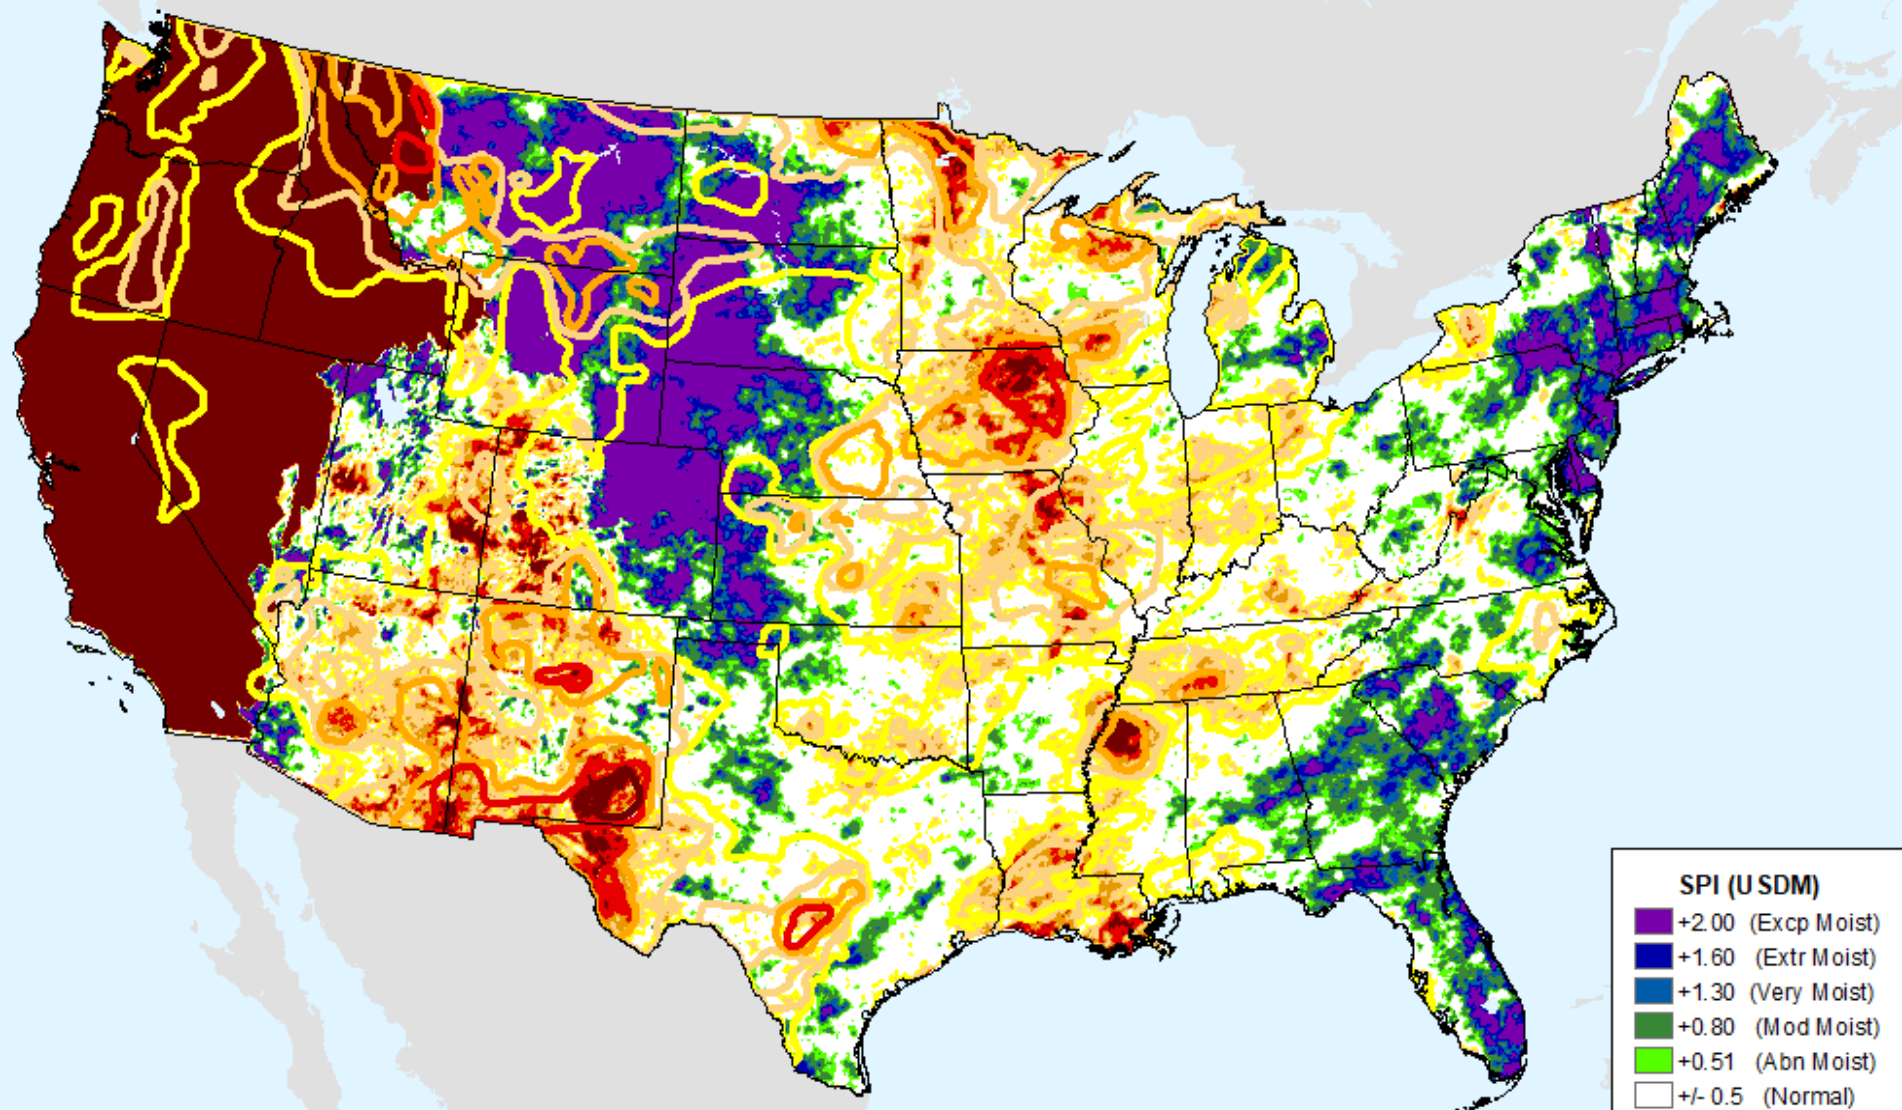 SPI (USDM)
+2.00 (Excp Moist)
+1.60 (Extr Moist)
+1.30 (Very Moist)
+0.80 (Mod Moist)
+0.51 (Abn Moist)
+/- 0.5 (Normal)